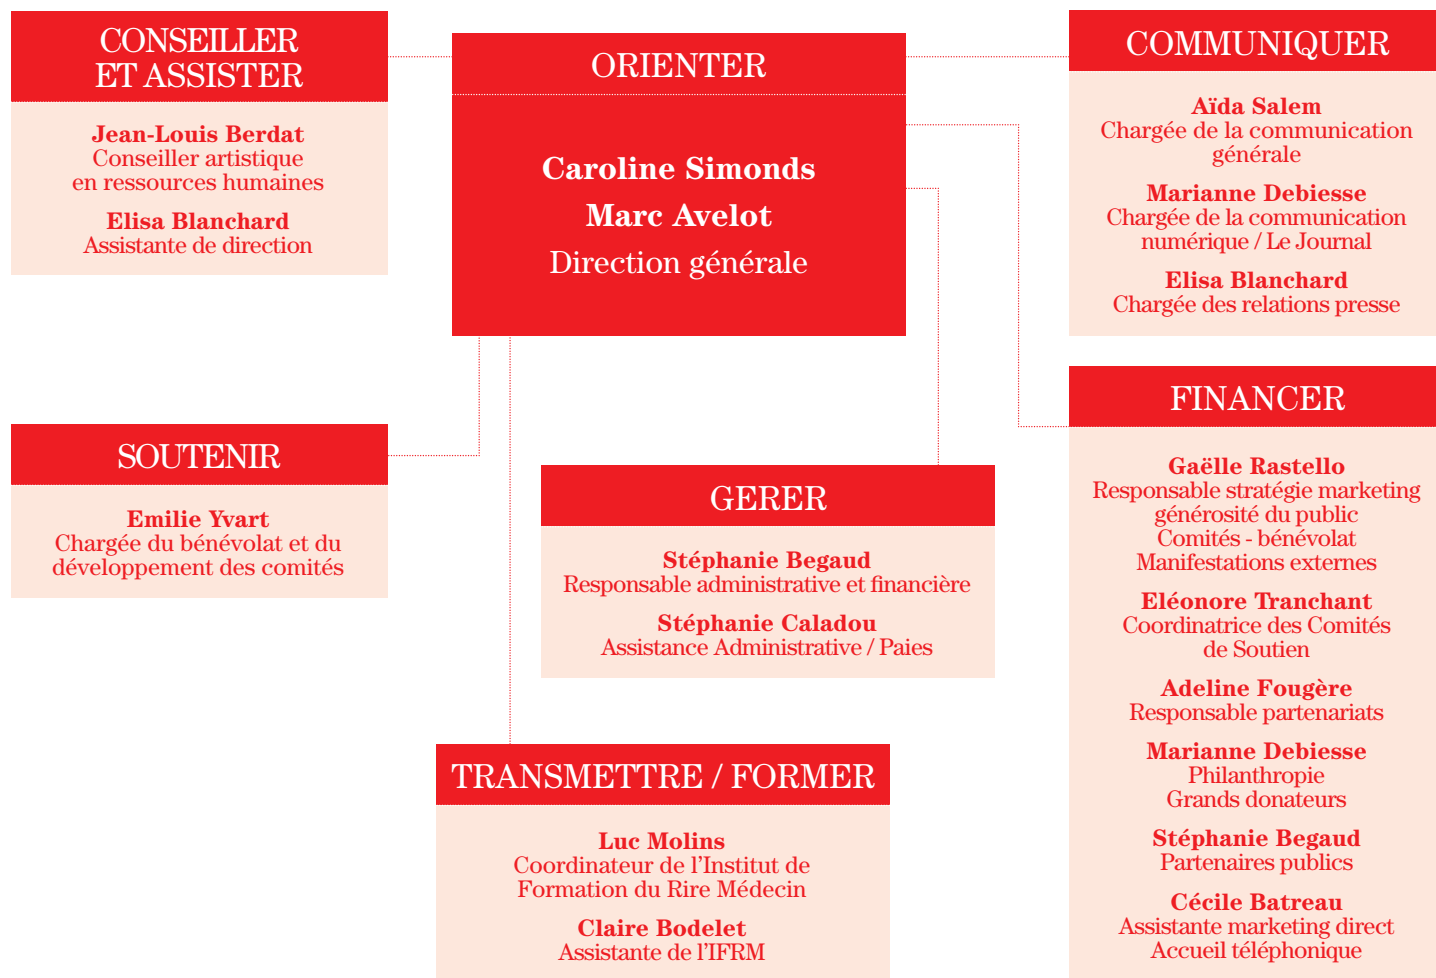 CONSEILLER
ET ASSISTER
Jean-Louis Berdat
Conseiller artistique
en ressources humaines
Elisa Blanchard
Assistante de direction
ORIENTER
Caroline Simonds
Marc Avelot
Direction générale
COMMUNIQUER
Aïda Salem
Chargée de la communication
générale
Marianne Debiesse
Chargée de la communication
numérique / Le Journal
Elisa Blanchard
Chargée des relations presse
SOUTENIR
Emilie Yvart
Chargée du bénévolat et du
développement des comités
GERER
Stéphanie Begaud
Responsable administrative et financière
Stéphanie Caladou
Assistance Administrative / Paies
FINANCER
Gaëlle Rastello
Responsable stratégie marketing
générosité du public
Comités - bénévolat
Manifestations externes
Eléonore Tranchant
Coordinatrice des Comités
de Soutien
Adeline Fougère
Responsable partenariats
Marianne Debiesse
Philanthropie
Grands donateurs
Stéphanie Begaud
Partenaires publics
Cécile Batreau
Assistante marketing direct
Accueil téléphonique
TRANSMETTRE / FORMER
Luc Molins
Coordinateur de l'Institut de
Formation du Rire Médecin
Claire Bodelet
Assistante de l'IFRM